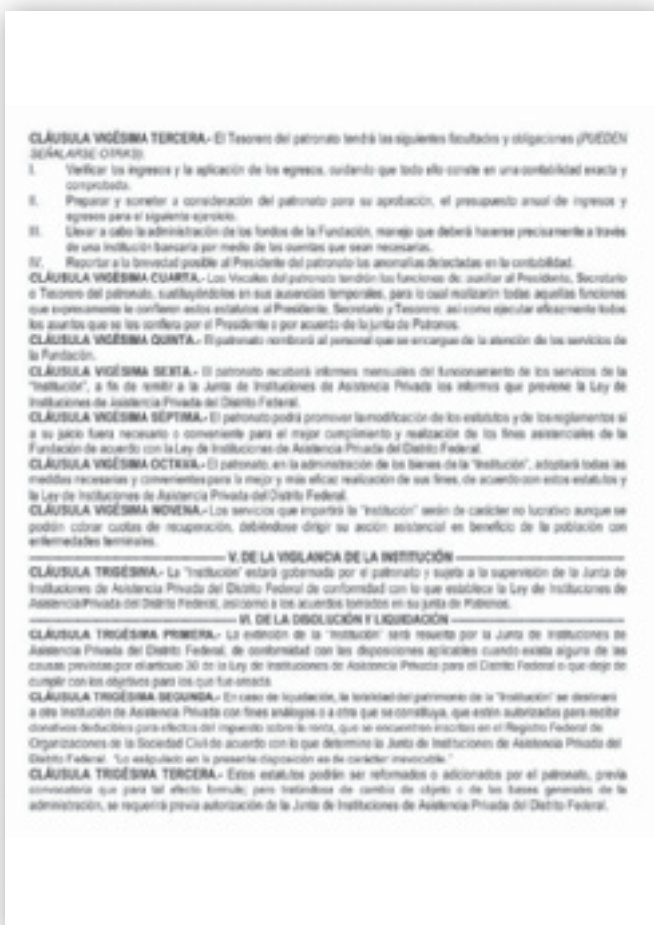 CLÁUSULA VIGÉSIMA TERCERA.- El Tesorero del patronato tendrá las siguientes facultades y obligaciones (PUEDEN
SEÑALARSE OTRAS):
I. Verificar los ingresos y la aplicación de los egresos, cuidando que todo ello conste en una contabilidad exacta y
comprobada.
II. Preparar y someter a consideración del patronato para su aprobación, el presupuesto anual de ingresos y
egresos para el siguiente ejercicio.
III. Llevar a cabo la administración de los fondos de la Fundación, manejo que deberá hacerse precisamente a través
de una institución bancaria por medio de las cuentas que sean necesarias.
IV. Reportar a la brevedad posible al Presidente del patronato las anomalías detectadas en la contabilidad.
CLÁUSULA VIGÉSIMA CUARTA.- Los Vocales del patronato tendrán las funciones de: auxiliar al Presidente, Secretario
o Tesorero del patronato, sustituyéndolos en sus ausencias temporales, para lo cual realizarán todas aquellas funciones
que expresamente le confieren estos estatutos al Presidente, Secretario y Tesorero; así como ejecutar eficazmente todos
los asuntos que se les confiera por el Presidente o por acuerdo de la junta de Patronos.
CLÁUSULA VIGÉSIMA QUINTA.- El patronato nombrará al personal que se encargue de la atención de los servicios de
la Fundación.
CLÁUSULA VIGÉSIMA SEXTA.- El patronato recabará informes mensuales del funcionamiento de los servicios de la
"Institución", a fin de remitir a la Junta de Instituciones de Asistencia Privada los informes que previene la Ley de
Instituciones de Asistencia Privada del Distrito Federal.
CLÁUSULA VIGÉSIMA SÉPTIMA.- El patronato podrá promover la modificación de los estatutos y de los reglamentos si
a su juicio fuera necesario o conveniente para el mejor cumplimiento y realización de los fines asistenciales de la
Fundación de acuerdo con la Ley de Instituciones de Asistencia Privada del Distrito Federal.
CLÁUSULA VIGÉSIMA OCTAVA.- El patronato, en la administración de los bienes de la "Institución", adoptará todas las
medidas necesarias y convenientes para la mejor y más eficaz realización de sus fines, de acuerdo con estos estatutos y
la Ley de Instituciones de Asistencia Privada del Distrito Federal.
CLÁUSULA VIGÉSIMA NOVENA.- Los servicios que impartirá la "Institución" serán de carácter no lucrativo aunque se
podrán cobrar cuotas de recuperación, debiéndose dirigir su acción asistencial en beneficio de la población con
enfermedades terminales.
V. DE LA VIGILANCIA DE LA INSTITUCIÓN
CLÁUSULA TRIGÉSIMA.- La "Institución" estará gobernada por el patronato y sujeta a la supervisión de la Junta de
Instituciones de Asistencia Privada del Distrito Federal de conformidad con lo que establece la Ley de Instituciones de
Asistencia Privada del Distrito Federal, así como a los acuerdos tomados en su junta de Patronos.
VI. DE LA DISOLUCIÓN Y LIQUIDACIÓN
CLÁUSULA TRIGÉSIMA PRIMERA.- La extinción de la "Institución" será resuelta por la Junta de Instituciones de
Asistencia Privada del Distrito Federal, de conformidad con las disposiciones aplicables cuando exista alguna de las
causas previstas por el artículo 30 de la Ley de Instituciones de Asistencia Privada para el Distrito Federal o que deje de
cumplir con los objetivos para los que fue creada.
CLÁUSULA TRIGÉSIMA SEGUNDA.- En caso de liquidación, la totalidad del patrimonio de la "Institución" se destinará
a otra Institución de Asistencia Privada con fines análogos o a otra que se constituya, que estén autorizadas para recibir
donativos deducibles para efectos del impuesto sobre la renta, que se encuentren inscritas en el Registro Federal de
Organizaciones de la Sociedad Civil de acuerdo con lo que determine la Junta de Instituciones de Asistencia Privada del
Distrito Federal. "Lo estipulado en la presente disposición es de carácter irrevocable."
CLÁUSULA TRIGÉSIMA TERCERA.- Estos estatutos podrán ser reformados o adicionados por el patronato, previa
convocatoria que para tal efecto formule; pero tratándose de cambio de objeto o de las bases generales de la
administración, se requerirá previa autorización de la Junta de Instituciones de Asistencia Privada del Distrito Federal.